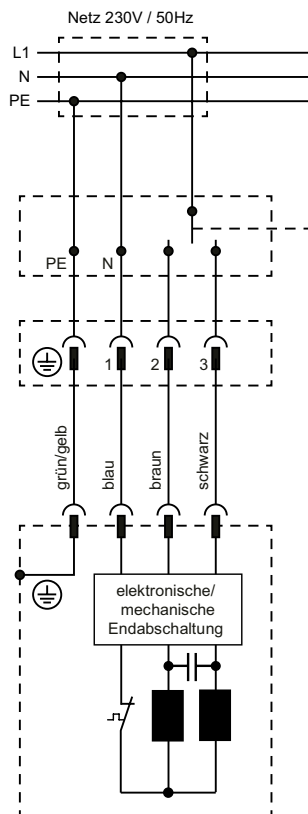 Netz 230V / 50Hz
L1
N
PE
PE
N
1
2
3
grün/gelb
blau
braun
schwarz
elektronische/
mechanische
Endabschaltung